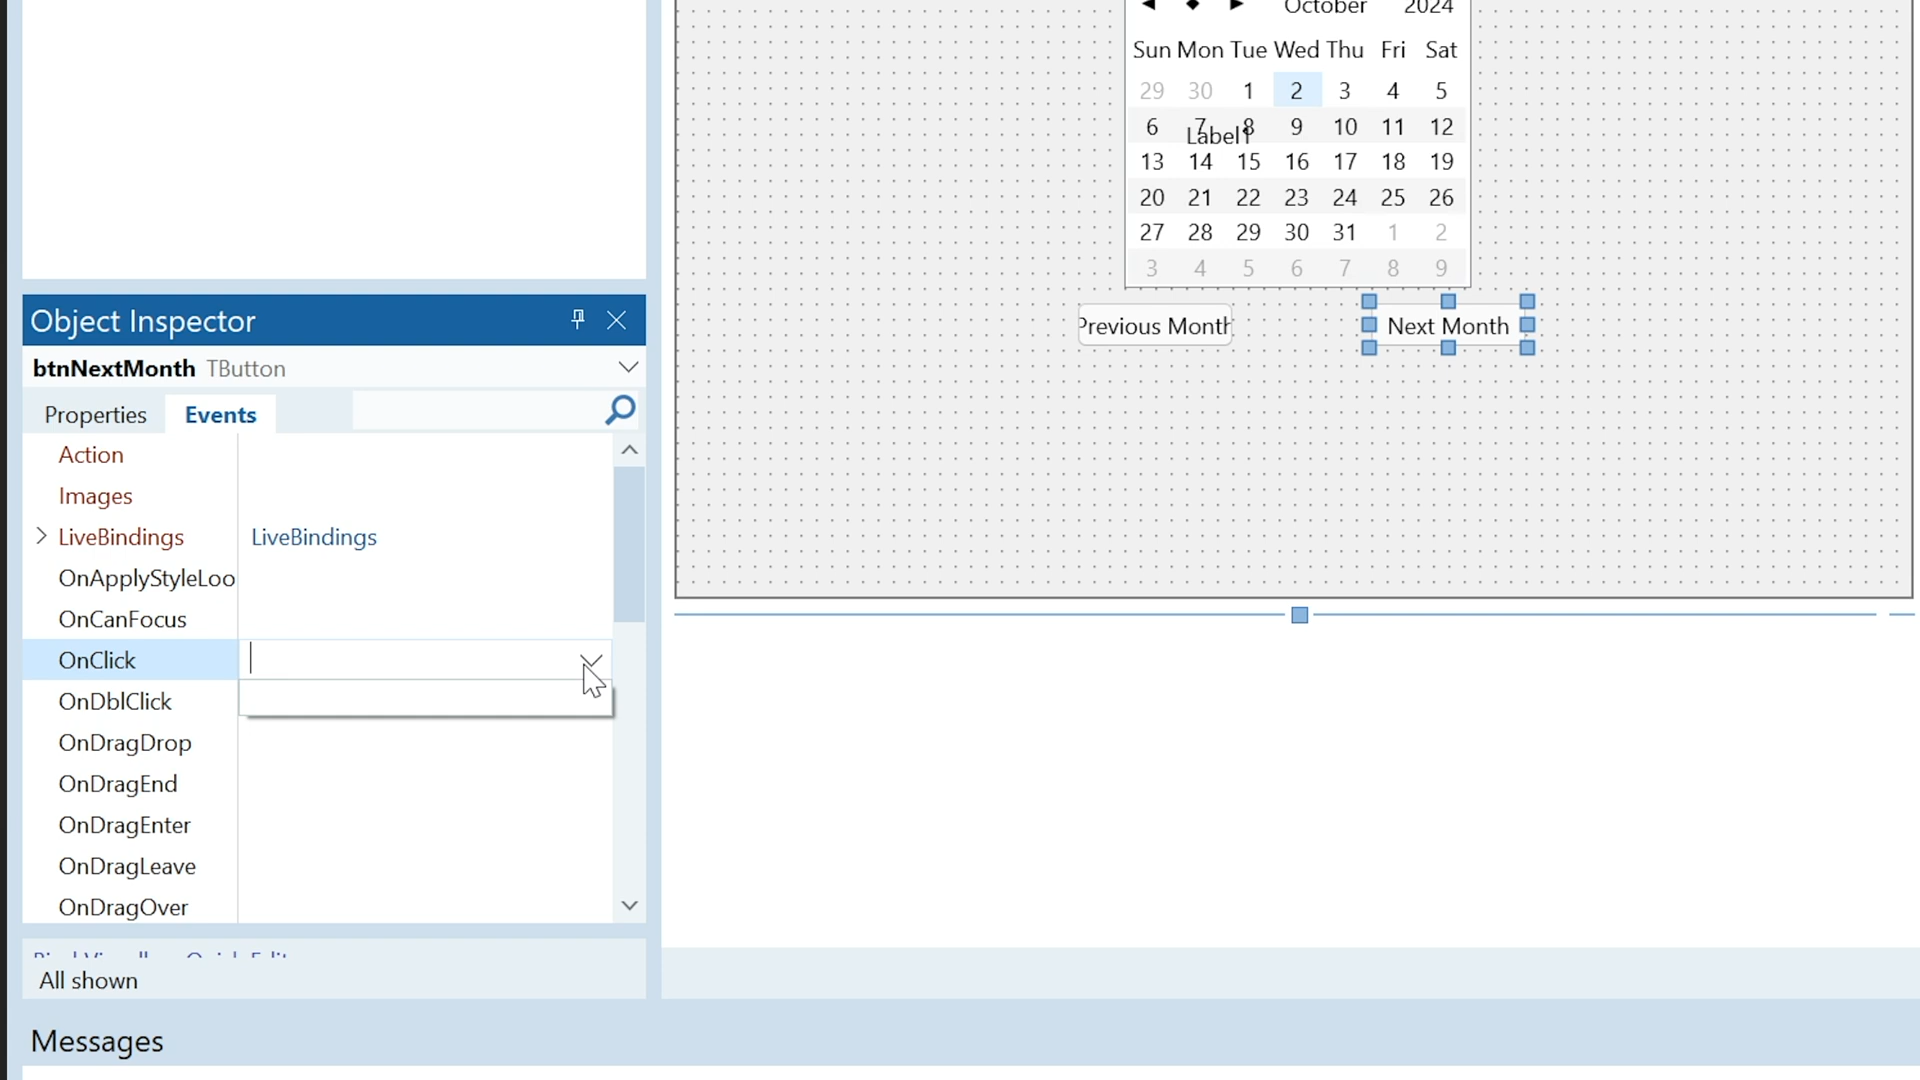 October 2024
Sun Mon Tue Wed Thu Fri Sat
29 30 1 2 3 4 5
6 7 8 9 10 11 12
Label1
13 14 15 16 17 18 19
20 21 22 23 24 25 26
27 28 29 30 31 1 2
3 4 5 6 7 8 9
Previous Month Next Month
Object Inspector
btnNextMonth TButton
Properties Events
Action
Images
LiveBindings LiveBindings
OnApplyStyleLoo
OnCanFocus
OnClick
OnDblClick
OnDragDrop
OnDragEnd
OnDragEnter
OnDragLeave
OnDragOver
All shown
Messages